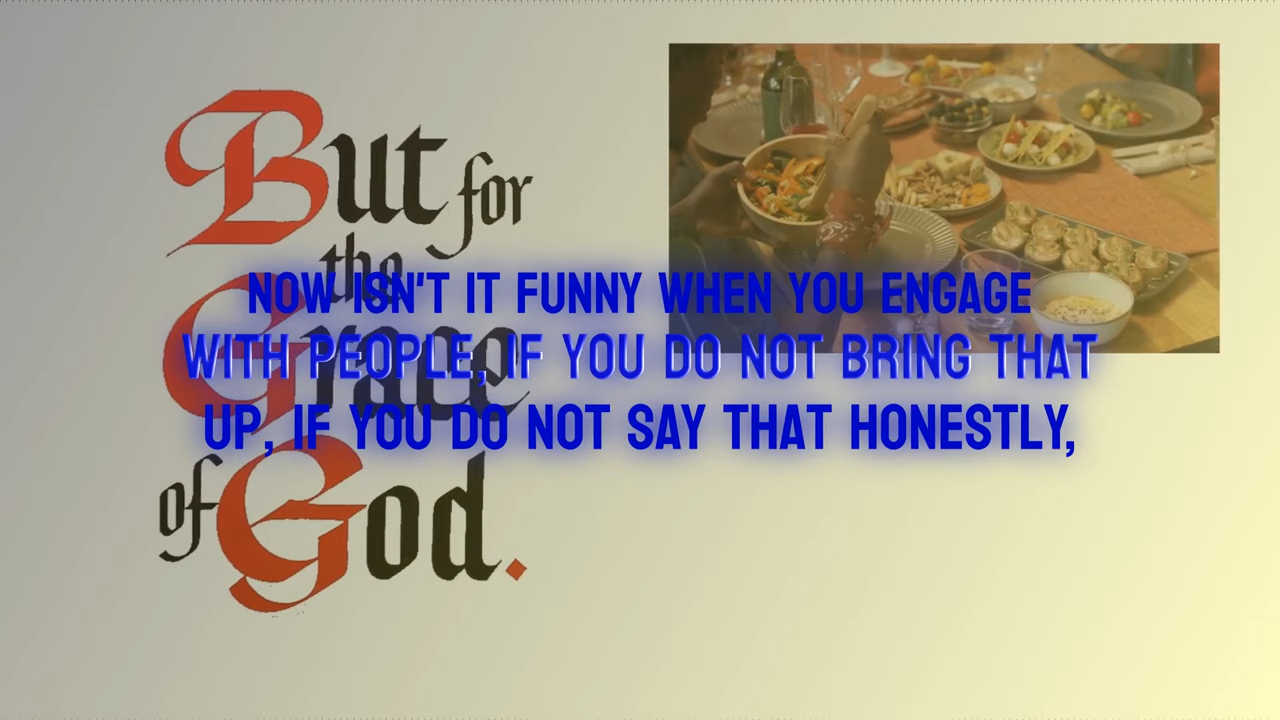 But for
the
Grace
of God.
NOW ISN'T IT FUNNY WHEN YOU ENGAGE
WITH PEOPLE, IF YOU DO NOT BRING THAT
UP, IF YOU DO NOT SAY THAT HONESTLY,